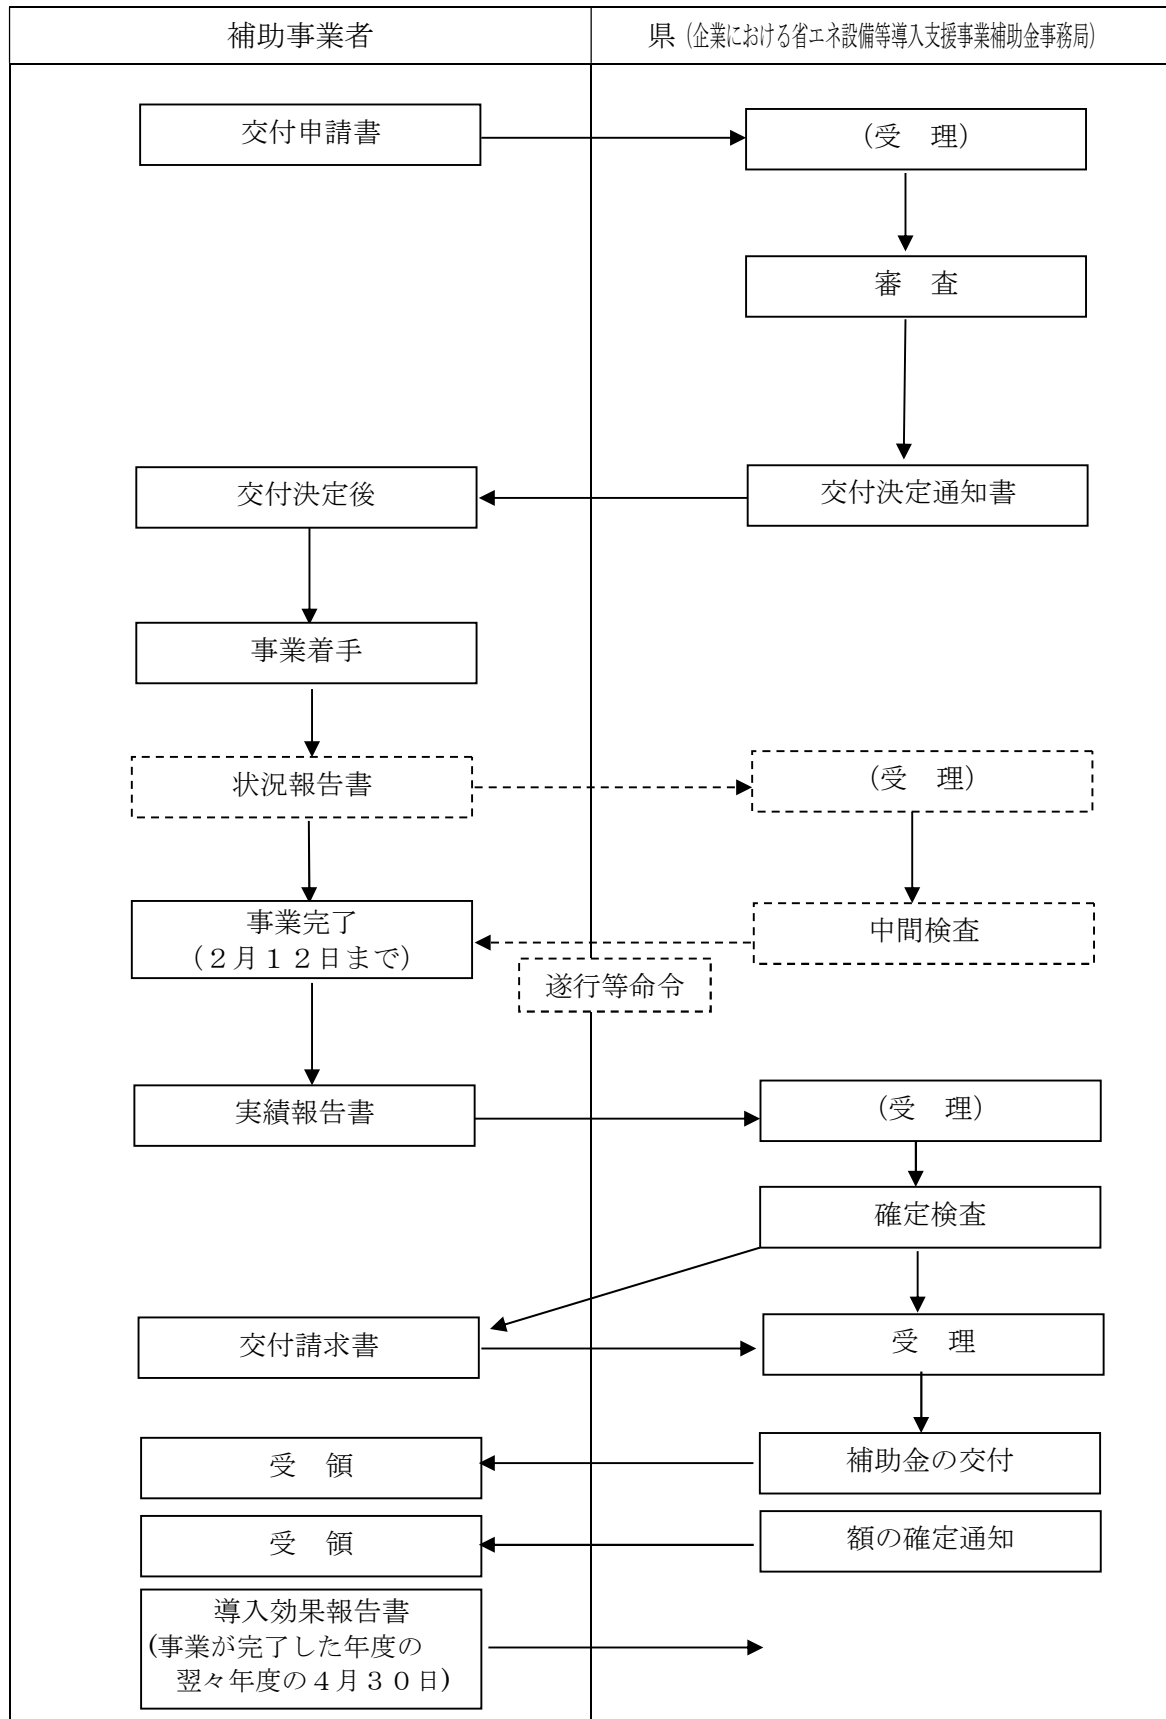 補助事業者
県（企業における省エネ設備等導入支援事業補助金事務局）
交付申請書
（受　理）
審　査
交付決定後
交付決定通知書
事業着手
状況報告書
（受　理）
事業完了
（２月１２日まで）
中間検査
遂行等命令
実績報告書
（受　理）
確定検査
交付請求書
受　理
受　領
補助金の交付
受　領
額の確定通知
導入効果報告書
(事業が完了した年度の
翌々年度の４月３０日)